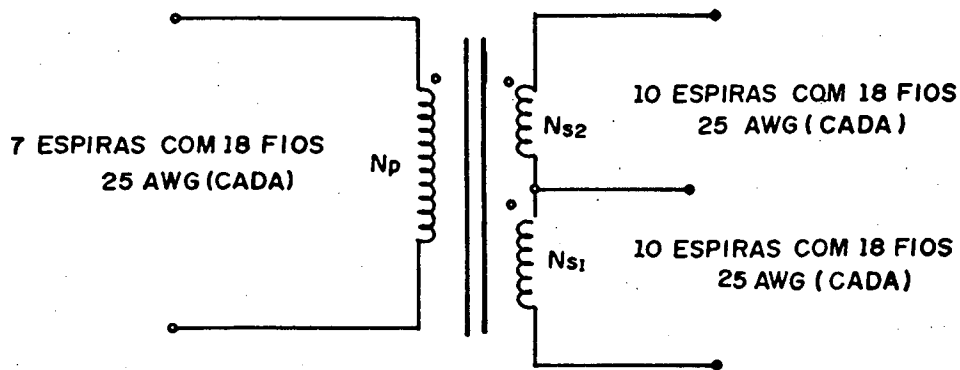 7 ESPIRAS COM 18 FIOS
25 AWG (CADA)
Np
Ns2
10 ESPIRAS COM 18 FIOS
25 AWG (CADA)
Ns1
10 ESPIRAS COM 18 FIOS
25 AWG (CADA)